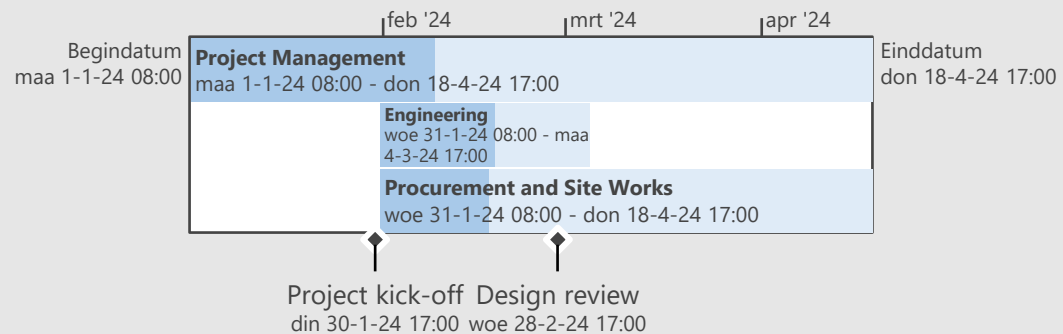 feb '24
mrt '24
apr '24
Begindatum
maa 1-1-24 08:00
Project Management
maa 1-1-24 08:00 - don 18-4-24 17:00
Einddatum
don 18-4-24 17:00
Engineering
woe 31-1-24 08:00 - maa
4-3-24 17:00
Procurement and Site Works
woe 31-1-24 08:00 - don 18-4-24 17:00
Project kick-off
din 30-1-24 17:00
Design review
woe 28-2-24 17:00